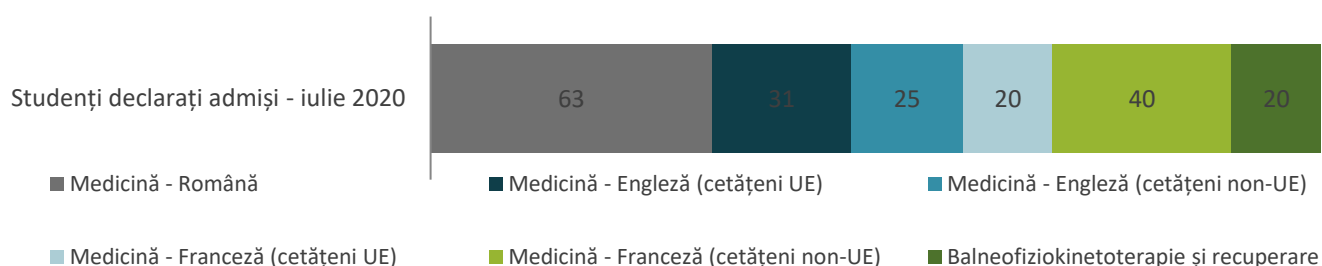 Studenți declarați admiși - iulie 2020 63 31 25 20 40 20
Medicină - Română Medicină - Engleză (cetățeni UE) Medicină - Engleză (cetățeni non-UE)
Medicină - Franceză (cetățeni UE) Medicină - Franceză (cetățeni non-UE) Balneofiziokinetoterapie și recuperare